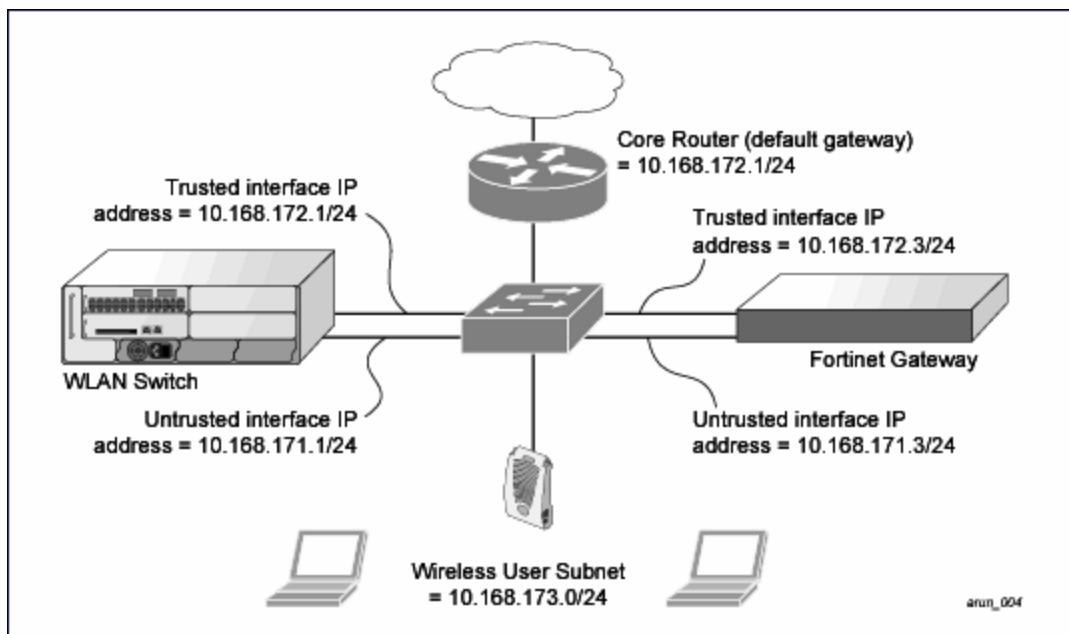 Core Router (default gateway)
= 10.168.172.1/24
Trusted interface IP
address = 10.168.172.1/24
Trusted interface IP
address = 10.168.172.3/24
WLAN Switch
Fortinet Gateway
Untrusted interface IP
address = 10.168.171.1/24
Untrusted interface IP
address = 10.168.171.3/24
Wireless User Subnet
= 10.168.173.0/24
arun_004